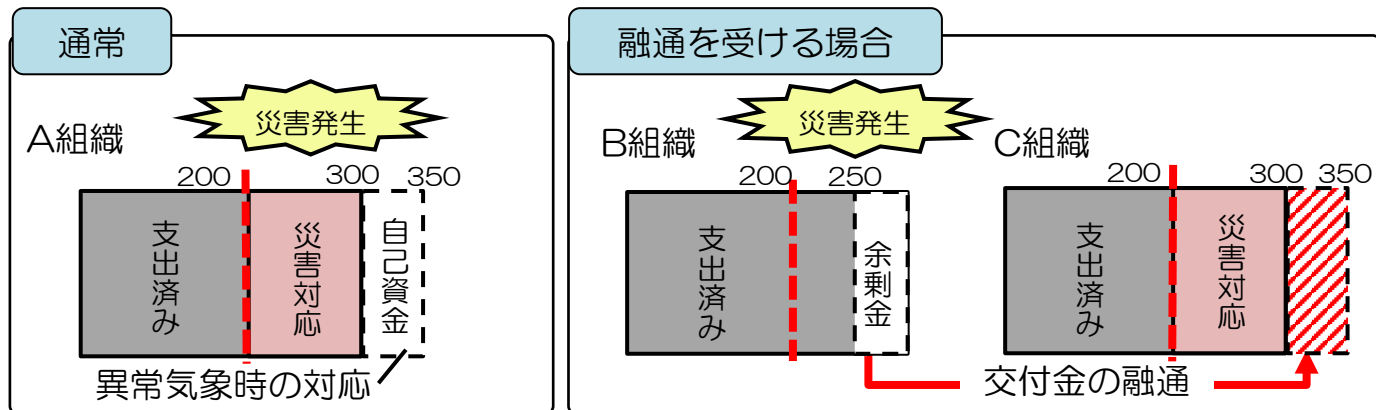 通常
災害発生
A組織
200
300
350
支出済み
災害対応
自己資金
異常気象時の対応
融通を受ける場合
災害発生
B組織
200
250
支出済み
余剰金
C組織
200
300
350
支出済み
災害対応
交付金の融通